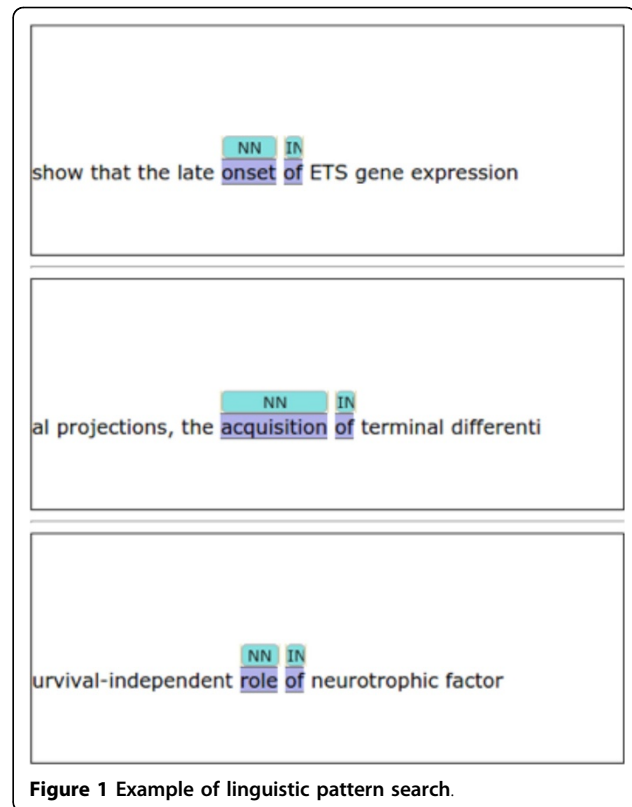 NN IN
show that the late onset of ETS gene expression
NN IN
al projections, the acquisition of terminal differenti
NN IN
urvival-independent role of neurotrophic factor
Figure 1 Example of linguistic pattern search.